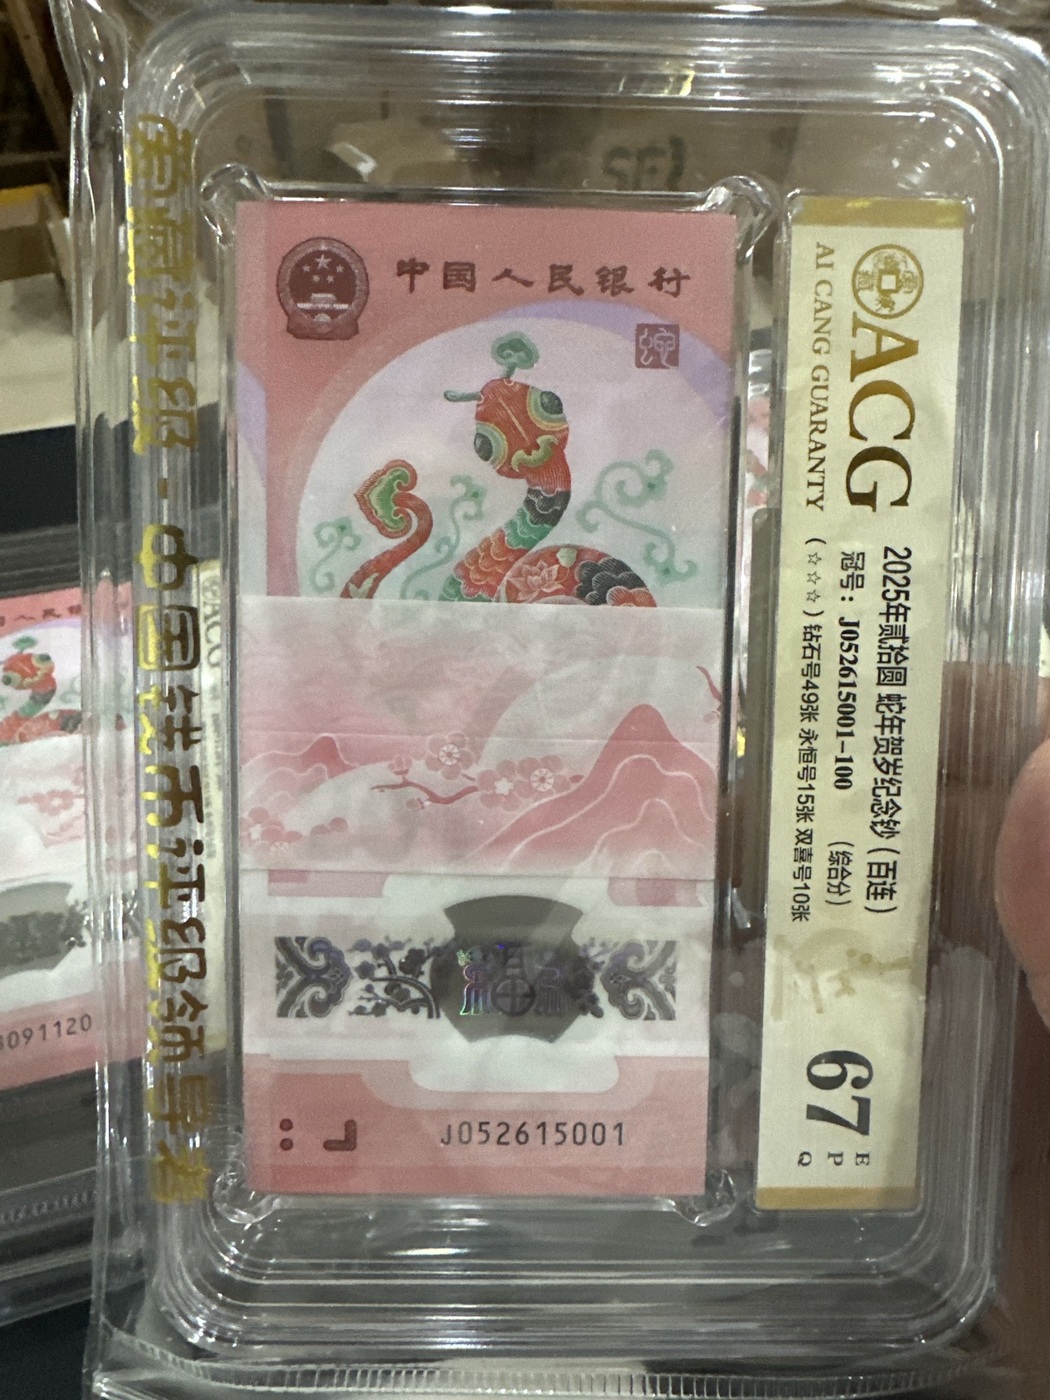 中国人民银行
J052615001
ACG
AI CANG GUARANTY
2025年贰拾圆 蛇年贺岁纪念钞（百连）
冠号：J052615001-100 （综合分）
（☆☆☆）钻石号49张 永恒号15张 双喜号10张
67
E
P
Q
爱藏评级·中国钱币评级领导者
091120